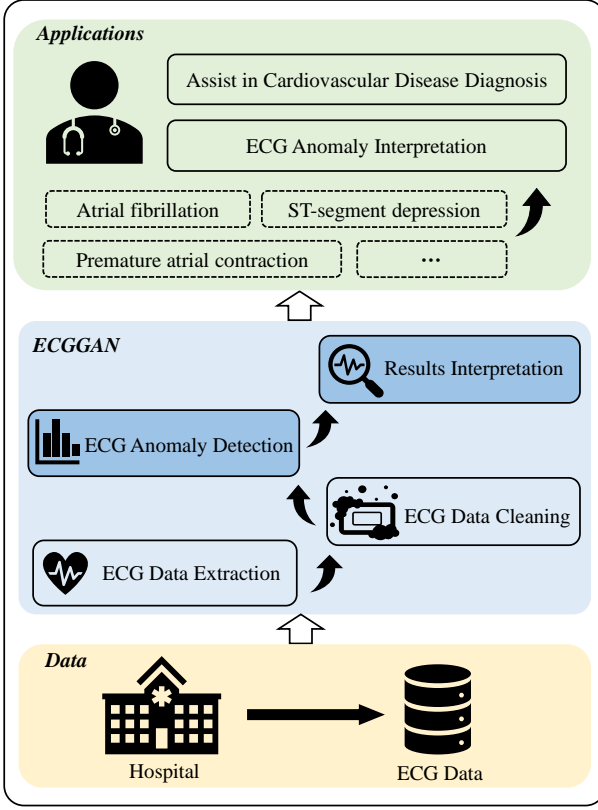 Applications
Assist in Cardiovascular Disease Diagnosis
ECG Anomaly Interpretation
Atrial fibrillation
ST-segment depression
Premature atrial contraction
...
ECGGAN
Results Interpretation
ECG Anomaly Detection
ECG Data Cleaning
ECG Data Extraction
Data
Hospital
ECG Data